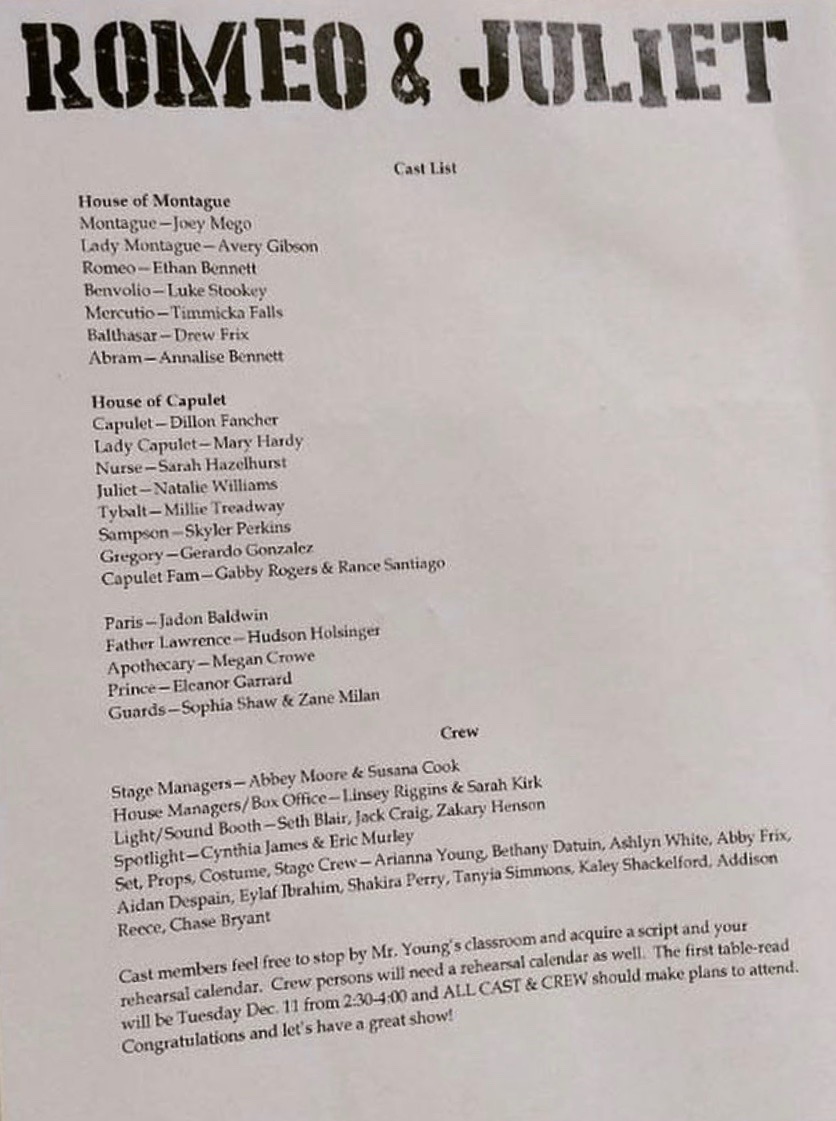 ROMEO & JULIET
Cast List
House of Montague
Montague—Joey Mego
Lady Montague—Avery Gibson
Romeo—Ethan Bennett
Benvolio—Luke Stookey
Mercutio—Timmicka Falls
Balthasar—Drew Frix
Abram—Annalise Bennett
House of Capulet
Capulet—Dillon Fancher
Lady Capulet—Mary Hardy
Nurse—Sarah Hazelhurst
Juliet—Natalie Williams
Tybalt—Millie Treadway
Sampson—Skyler Perkins
Gregory—Gerardo Gonzalez
Capulet Fam—Gabby Rogers & Rance Santiago
Paris—Jadon Baldwin
Father Lawrence—Hudson Holsinger
Apothecary—Megan Crowe
Prince—Eleanor Garrard
Guards—Sophia Shaw & Zane Milan
Crew
Stage Managers—Abbey Moore & Susana Cook
House Managers/Box Office—Linsey Riggins & Sarah Kirk
Light/Sound Booth—Seth Blair, Jack Craig, Zakary Henson
Spotlight—Cynthia James & Eric Murley
Set, Props, Costume, Stage Crew—Arianna Young, Bethany Datuin, Ashlyn White, Abby Frix,
Aidan Despain, Eylaf Ibrahim, Shakira Perry, Tanyia Simmons, Kaley Shackelford, Addison
Reece, Chase Bryant
Cast members feel free to stop by Mr. Young's classroom and acquire a script and your
rehearsal calendar. Crew persons will need a rehearsal calendar as well. The first table-read
will be Tuesday Dec. 11 from 2:30-4:00 and ALL CAST & CREW should make plans to attend.
Congratulations and let's have a great show!